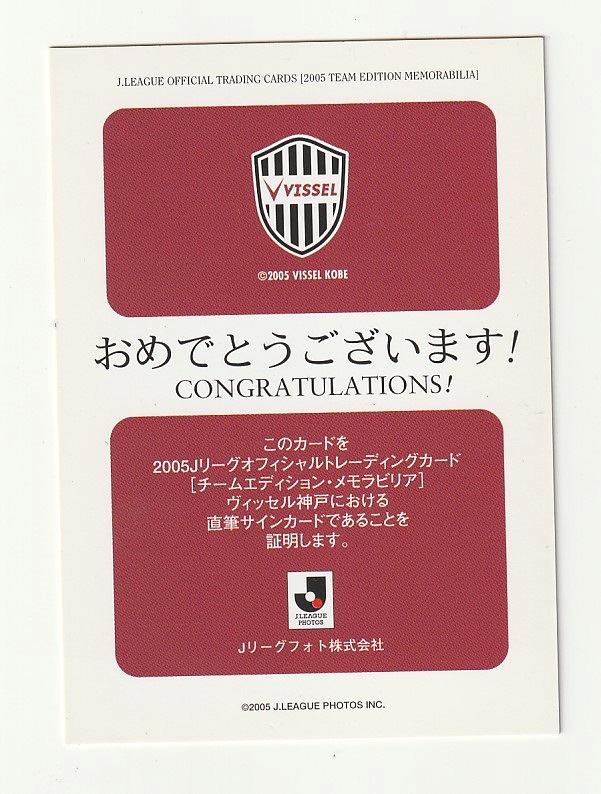 J.LEAGUE OFFICIAL TRADING CARDS [2005 TEAM EDITION MEMORABILIA]
VISSEL
©2005 VISSEL KOBE
おめでとうございます!
CONGRATULATIONS!
このカードを
2005Jリーグオフィシャルトレーディングカード
[チームエディション・メモラビリア]
ヴィッセル神戸における
直筆サインカードであることを
証明します。
J.LEAGUE
PHOTOS
Jリーグフォト株式会社
©2005 J.LEAGUE PHOTOS INC.